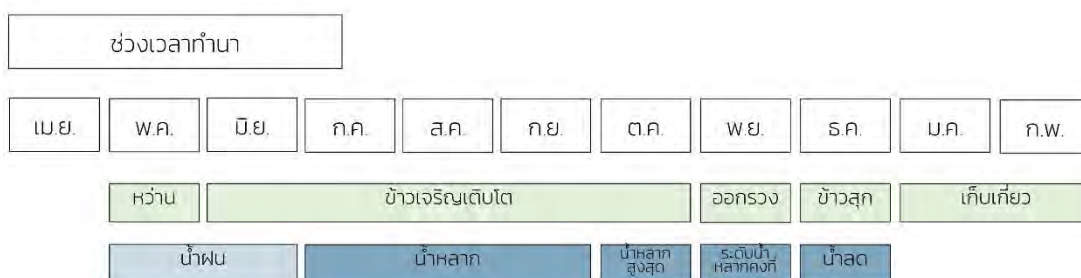 ช่วงเวลาทำนา
เม.ย. พ.ค. มิ.ย. ก.ค. ส.ค. ก.ย. ต.ค. พ.ย. ธ.ค. ม.ค. ก.พ.
หว่าน ข้าวเจริญเติบโต ออกรวง ข้าวสุก เก็บเกี่ยว
น้ำฝน น้ำหลาก น้ำหลาก
สูงสุด ระดับน้ำ
หลากคงที่ น้ำลด